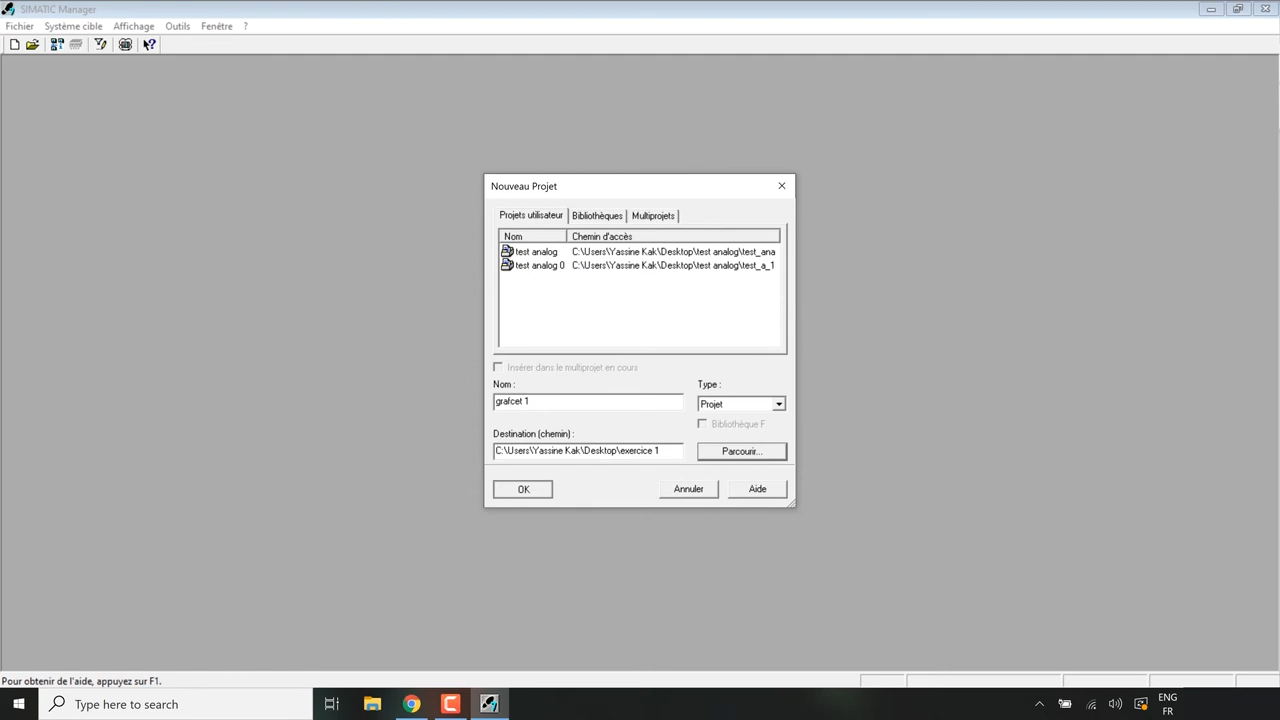 SIMATIC Manager
Fichier Système cible Affichage Outils Fenêtre ?
Nouveau Projet
Projets utilisateur Bibliothèques Multiprojets
Nom Chemin d'accès
test analog C:\Users\Yassine Kak\Desktop\test analog\test_ana
test analog 0 C:\Users\Yassine Kak\Desktop\test analog\test_a_1
Insérer dans le multiprojet en cours
Nom : Type :
grafcet 1 Projet
Bibliothèque F
Destination (chemin) :
C:\Users\Yassine Kak\Desktop\exercice 1 Parcourir...
OK Annuler Aide
Pour obtenir de l'aide, appuyez sur F1.
Type here to search
ENG
FR